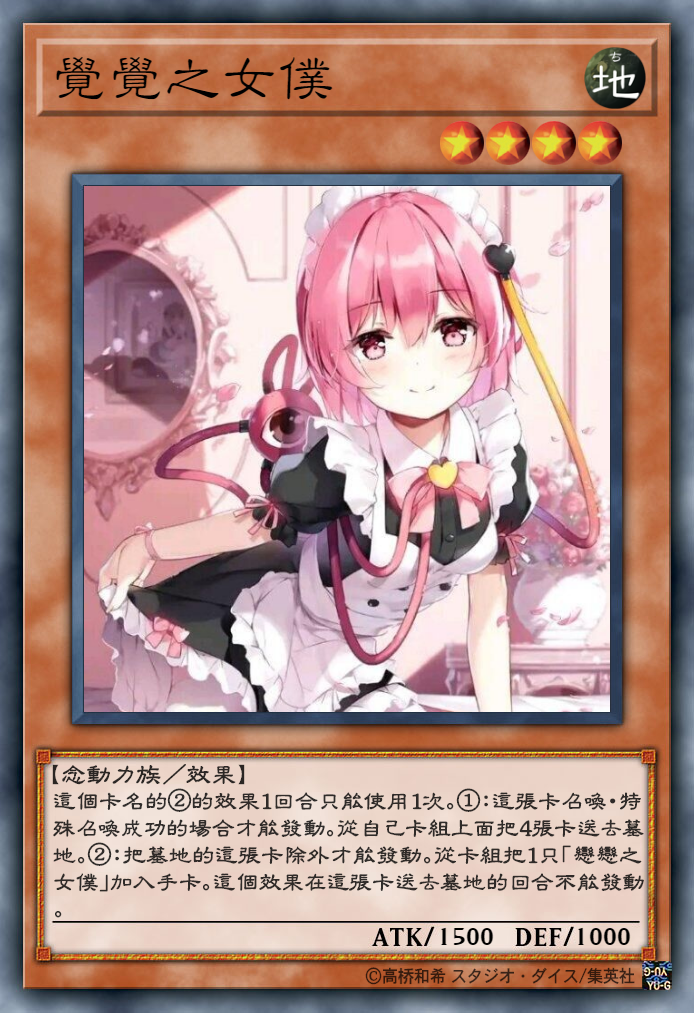 覺覺之女僕
ち
地
【念動力族／效果】
這個卡名的②的效果1回合只能使用1次。①：這張卡召喚・特
殊召喚成功的場合才能發動。從自己卡組上面把4張卡送去墓
地。②：把墓地的這張卡除外才能發動。從卡組把1只「戀戀之
女僕」加入手卡。這個效果在這張卡送去墓地的回合不能發動
。
ATK/1500 DEF/1000
©高桥和希 スタジオ・ダイス/集英社
YU-G
YU-G